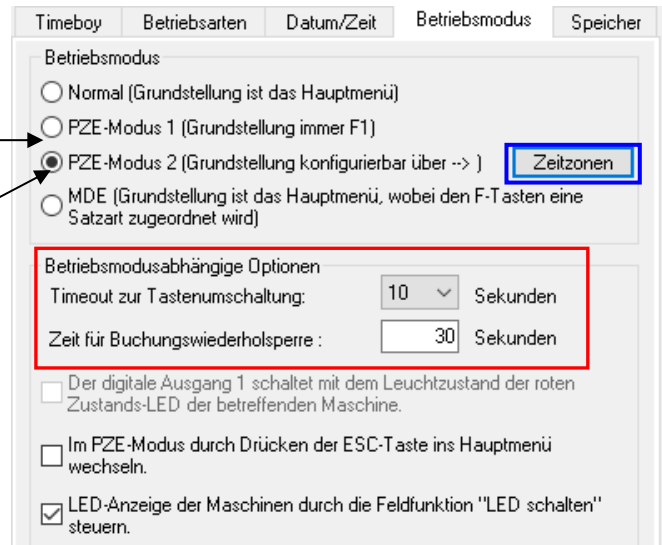 Timeboy Betriebsarten Datum/Zeit Betriebsmodus Speicher
Betriebsmodus
Normal (Grundstellung ist das Hauptmenü)
PZE-Modus 1 (Grundstellung immer F1)
PZE-Modus 2 (Grundstellung konfigurierbar über --> ) Zeitzonen
MDE (Grundstellung ist das Hauptmenü, wobei den F-Tasten eine
Satzart zugeordnet wird)
Betriebsmodusabhängige Optionen
Timeout zur Tastenumschaltung: 10 Sekunden
Zeit für Buchungswiederholsperre : 30 Sekunden
Der digitale Ausgang 1 schaltet mit dem Leuchtzustand der roten
Zustands-LED der betreffenden Maschine.
Im PZE-Modus durch Drücken der ESC-Taste ins Hauptmenü
wechseln.
LED-Anzeige der Maschinen durch die Feldfunktion "LED schalten"
steuern.